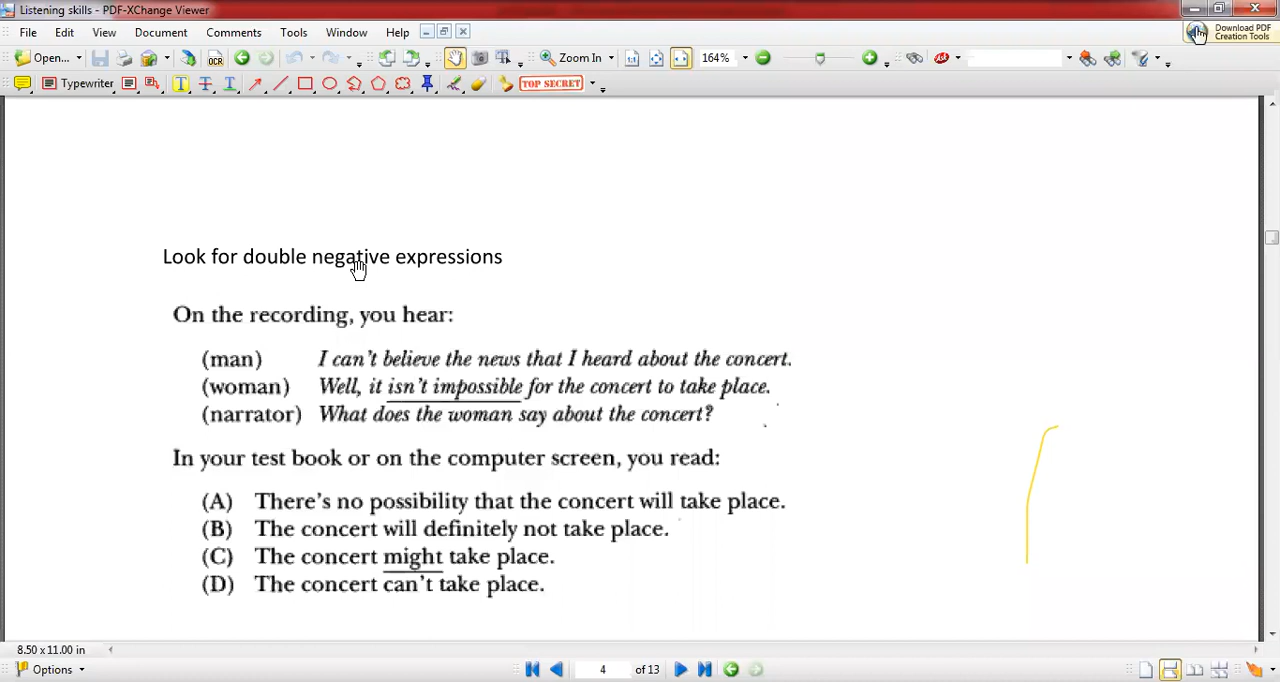 Listening skills - PDF-XChange Viewer
File Edit View Document Comments Tools Window Help
Download PDF
Creation Tools
Open... OCR Zoom In 164%
Typewriter T T T TOP SECRET
Look for double negative expressions
On the recording, you hear:
(man) I can't believe the news that I heard about the concert.
(woman) Well, it isn't impossible for the concert to take place.
(narrator) What does the woman say about the concert?
In your test book or on the computer screen, you read:
(A) There's no possibility that the concert will take place.
(B) The concert will definitely not take place.
(C) The concert might take place.
(D) The concert can't take place.
8.50 x 11.00 in
Options 4 of 13